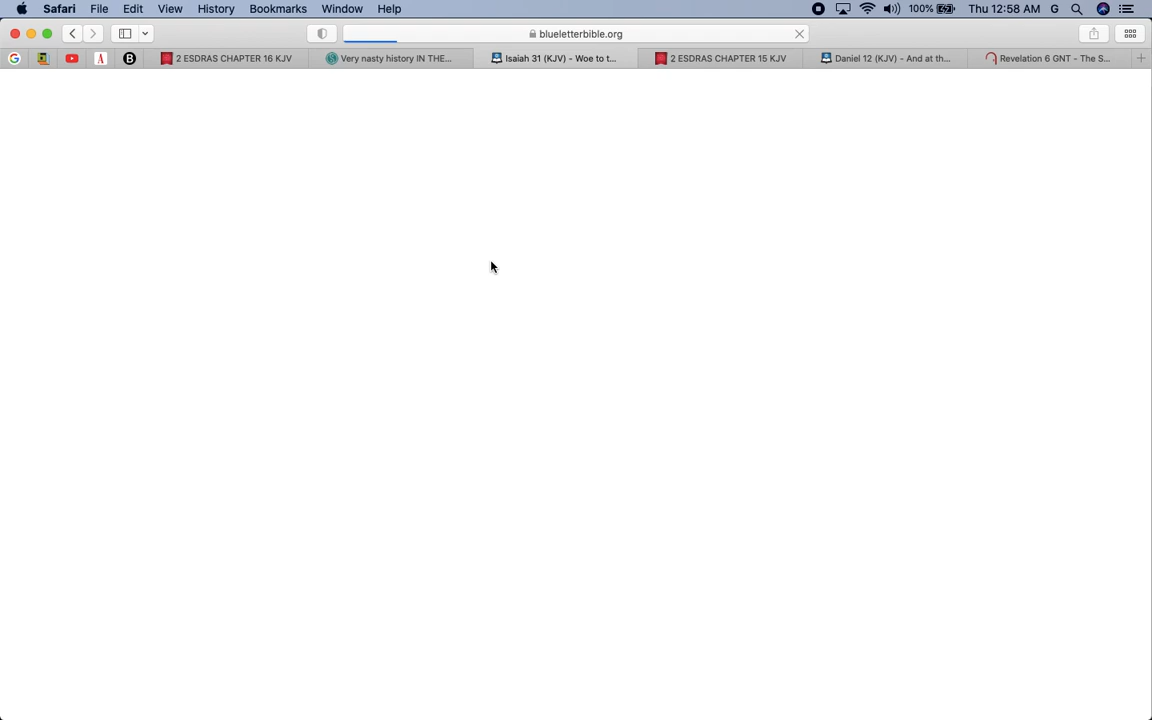 Safari File Edit View History Bookmarks Window Help 100% Thu 12:58 AM G
blueletterbible.org
G A B 2 ESDRAS CHAPTER 16 KJV Very nasty history IN THE... Isaiah 31 (KJV) - Woe to t... 2 ESDRAS CHAPTER 15 KJV Daniel 12 (KJV) - And at th... Revelation 6 GNT - The S...